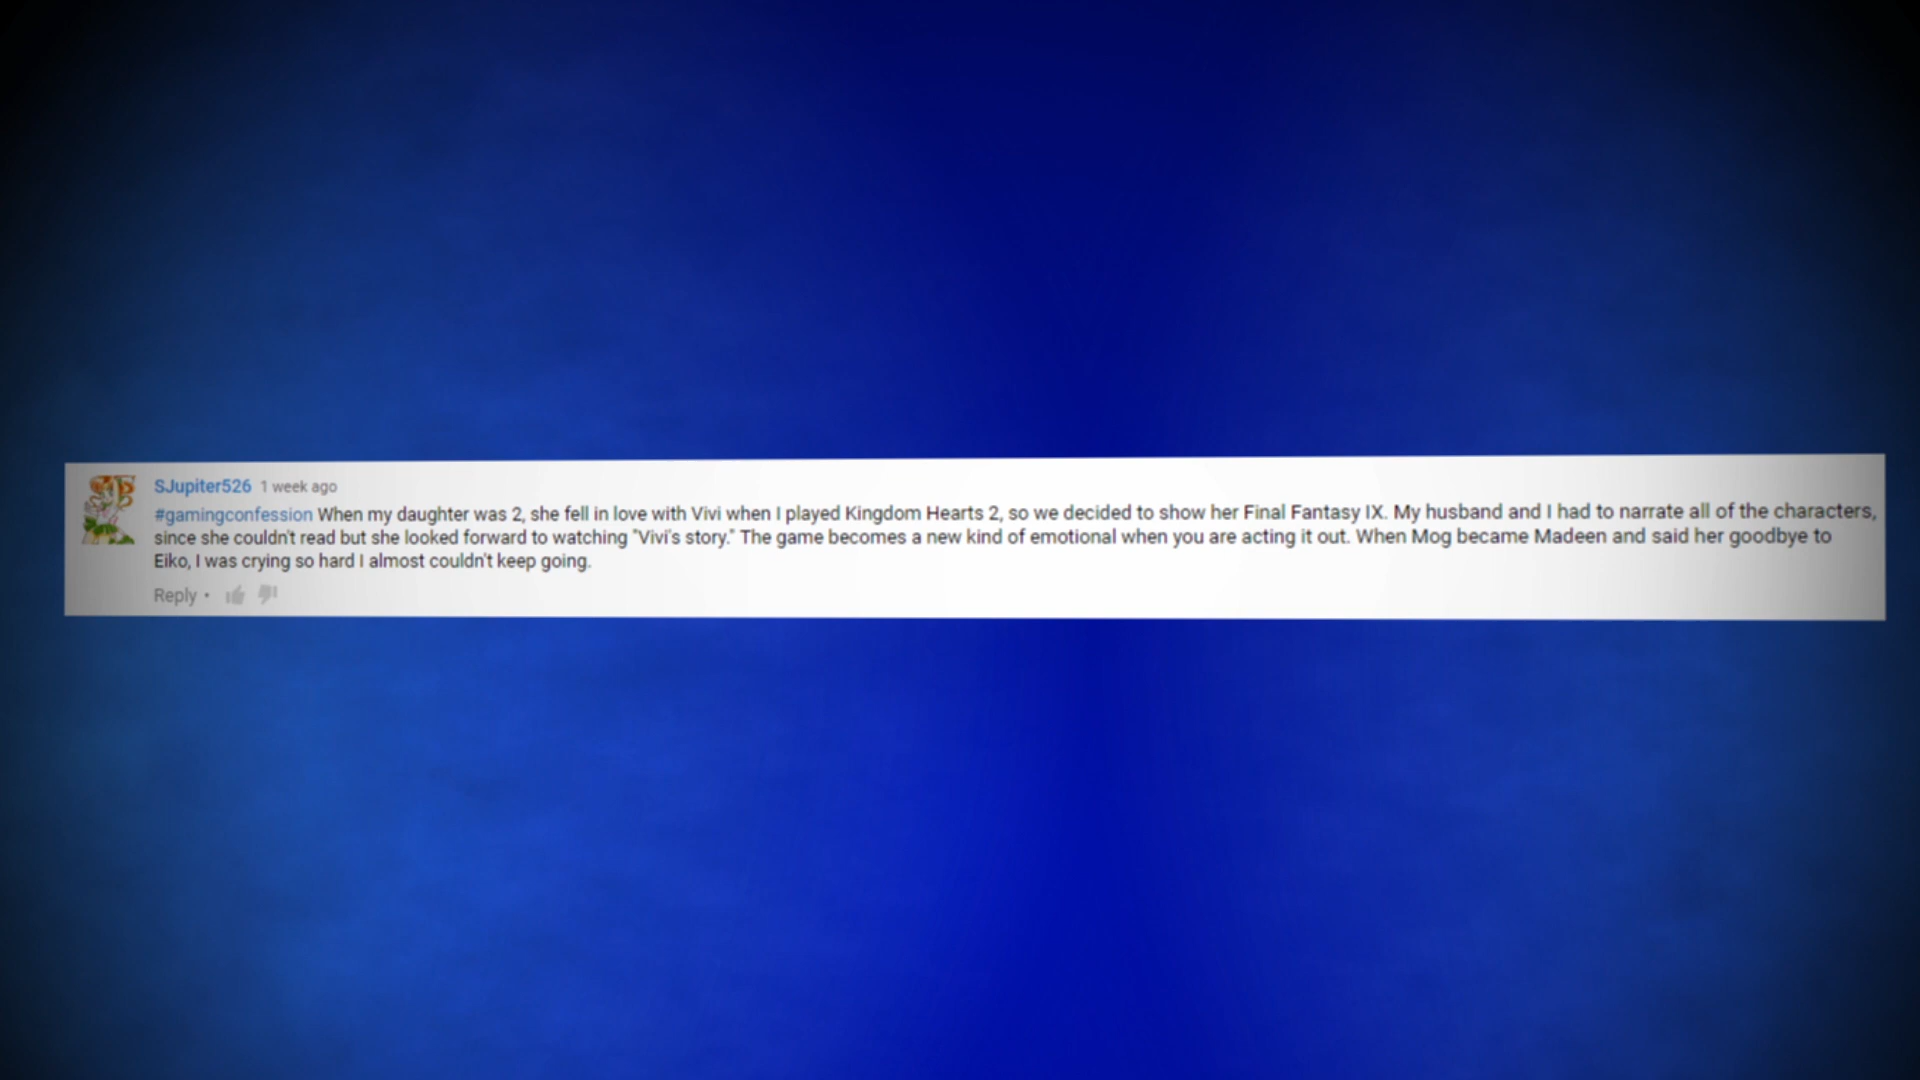 SJupiter526 1 week ago
#gamingconfession When my daughter was 2, she fell in love with Vivi when I played Kingdom Hearts 2, so we decided to show her Final Fantasy IX. My husband and I had to narrate all of the characters,
since she couldn't read but she looked forward to watching "Vivi's story." The game becomes a new kind of emotional when you are acting it out. When Mog became Madeen and said her goodbye to
Eiko, I was crying so hard I almost couldn't keep going.
Reply •